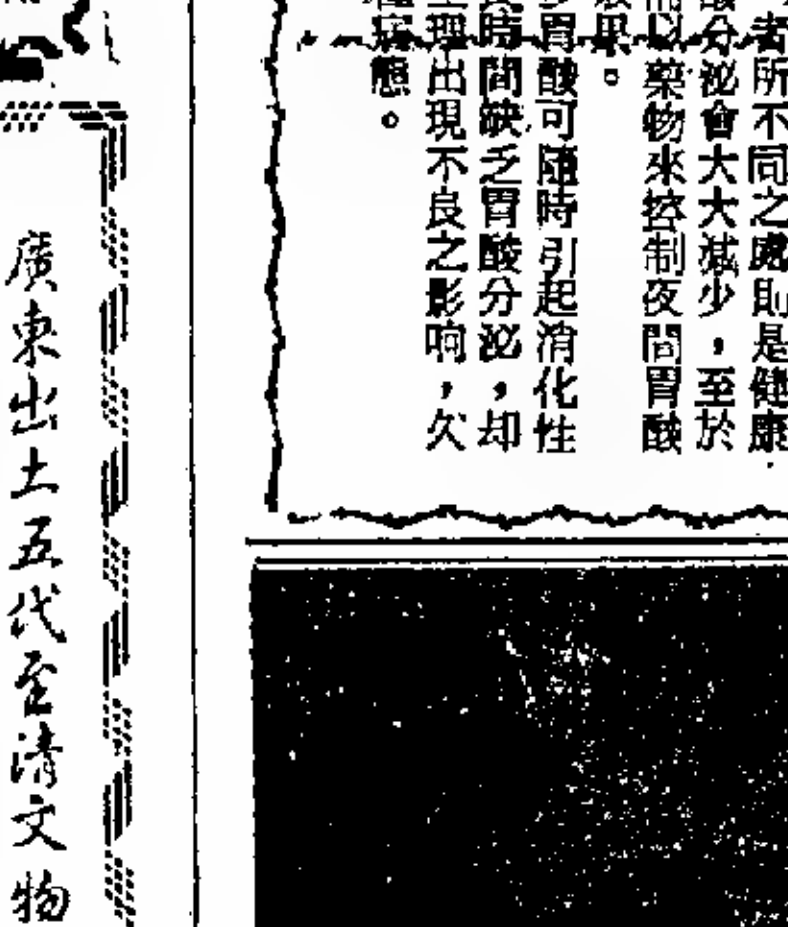 者所不同之處則是健康
酸分泌會大大減少，至於
以藥物來控制夜間胃酸
果。
胃酸可隨時引起消化性
時間缺乏胃酸分泌，却
理出現不良之影响，欠
病態。
廣東出土五代至清文物